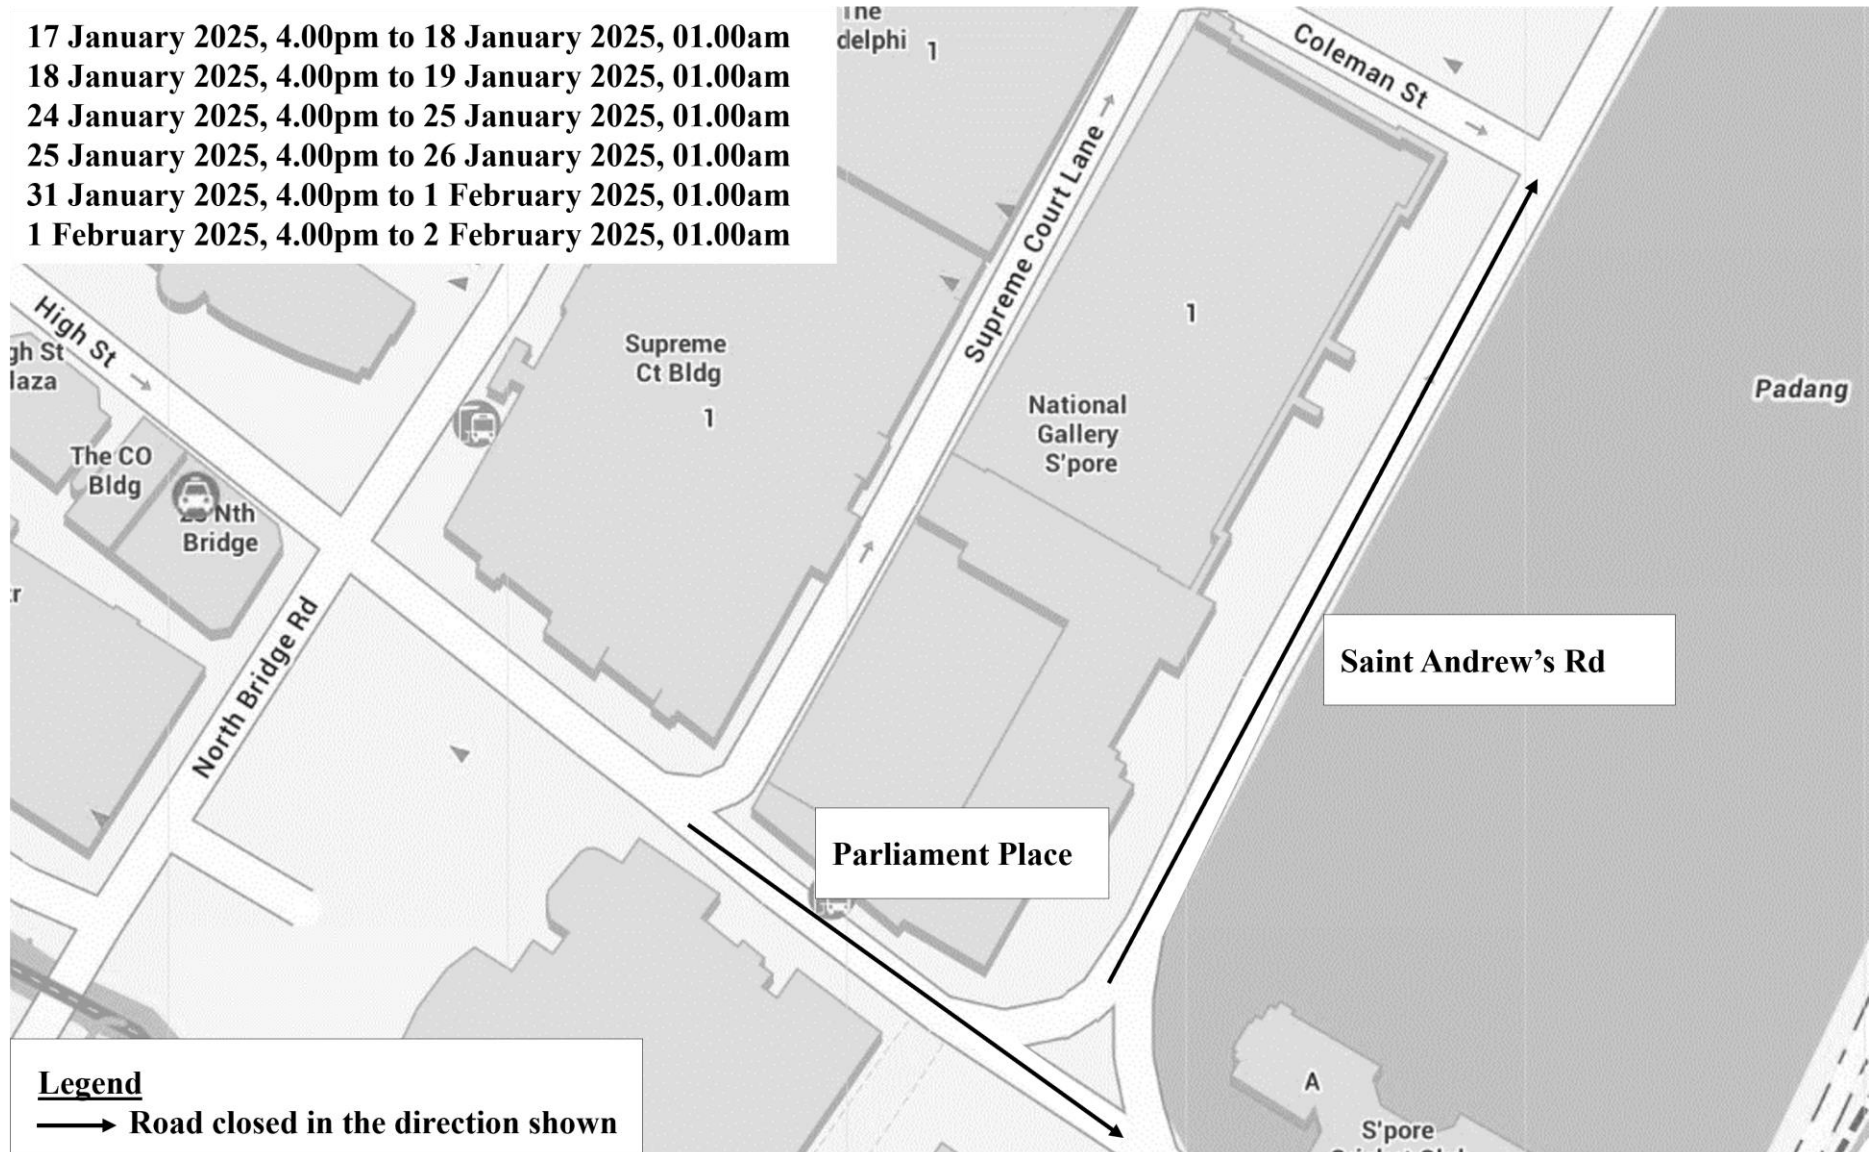 17 January 2025, 4.00pm to 18 January 2025, 01.00am
18 January 2025, 4.00pm to 19 January 2025, 01.00am
24 January 2025, 4.00pm to 25 January 2025, 01.00am
25 January 2025, 4.00pm to 26 January 2025, 01.00am
31 January 2025, 4.00pm to 1 February 2025, 01.00am
1 February 2025, 4.00pm to 2 February 2025, 01.00am
The
delphi
1
Coleman St
High St
gh St
laza
Supreme
Ct Bldg
1
Supreme Court Lane
1
National
Gallery
S'pore
Padang
The CO
Bldg
Nth
Bridge
r
North Bridge Rd
Saint Andrew’s Rd
Parliament Place
A
S'pore
Legend
Road closed in the direction shown